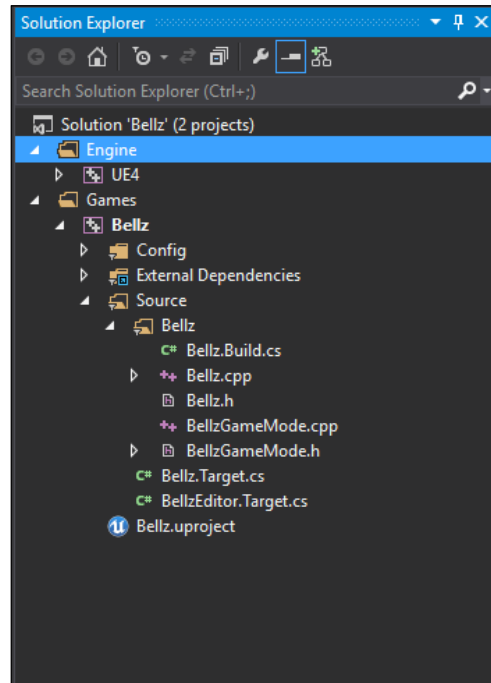 Solution Explorer
Search Solution Explorer (Ctrl+;)
Solution 'Bellz' (2 projects)
Engine
UE4
Games
Bellz
Config
External Dependencies
Source
Bellz
C# Bellz.Build.cs
++ Bellz.cpp
h Bellz.h
++ BellzGameMode.cpp
h BellzGameMode.h
C# Bellz.Target.cs
C# BellzEditor.Target.cs
Bellz.uproject